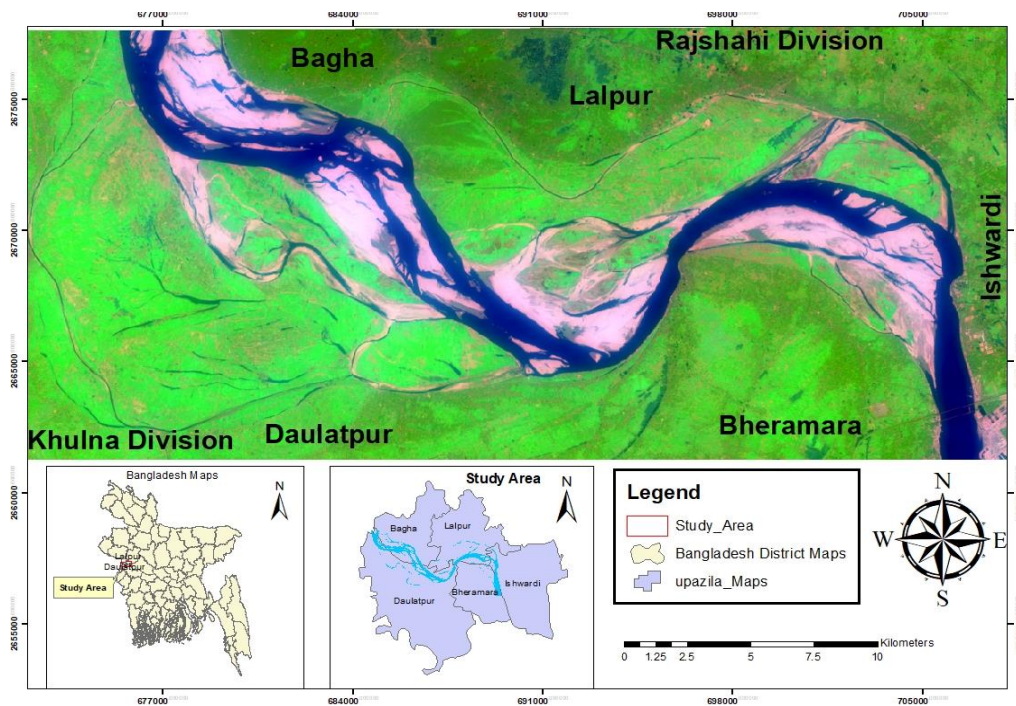 677000 684000 691000 698000 705000
Rajshahi Division
Bagha
Lalpur
2675000
2670000
Ishwardi
2665000
Bheramara
Khulna Division Daulatpur
2660000
2655000
Bangladesh Maps
N
Lalpur
Daulatpur
Study Area
Study Area
N
Bagha
Lalpur
Ishwardi
Bheramara
Daulatpur
Legend
Study_Area
Bangladesh District Maps
upazila_Maps
N
W E
S
Kilometers
0 1.25 2.5 5 7.5 10
677000 684000 691000 698000 705000